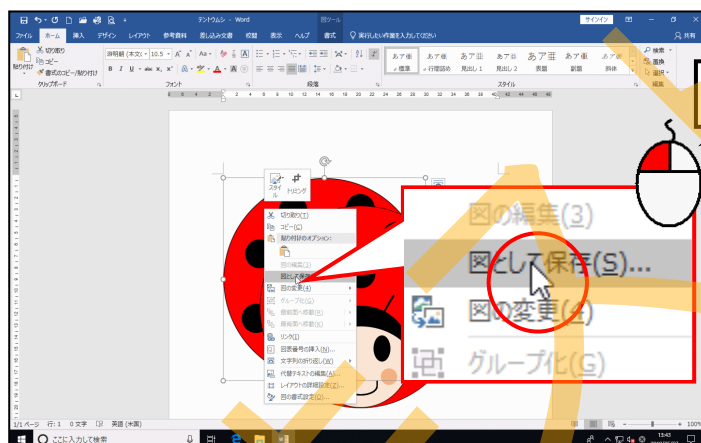 テントウムシ - Word
図ツール
サインイン
ファイル ホーム 挿入 デザイン レイアウト 参考資料 差し込み文書 校閲 表示 ヘルプ 書式 実行したい作業を入力してください 共有
貼り付け
切り取り
コピー
書式のコピー/貼り付け
游明朝 (本文( 10.5
標準
行間詰め
見出し 1
見出し 2
表題
副題
斜体
検索
置換
選択
クリップボード フォント 段落 スタイル 編集
スタイル
トリミング
切り取り(T)
コピー(C)
貼り付けのオプション:
図の編集(3)
図として保存
図の変更(4)
グループ化(G)
最前面へ移動(R)
最背面へ移動(K)
リンク(I)
図表番号の挿入(N)...
文字列の折り返し(W)
代替テキストの編集(A)...
レイアウトの詳細設定(Z)...
図の書式設定(O)...
図の編集(3)
図として保存(S)...
図の変更(4)
グループ化(G)
1/1 ページ 行: 1 0 文字 英語 (米国)
100%
ここに入力して検索
13:43